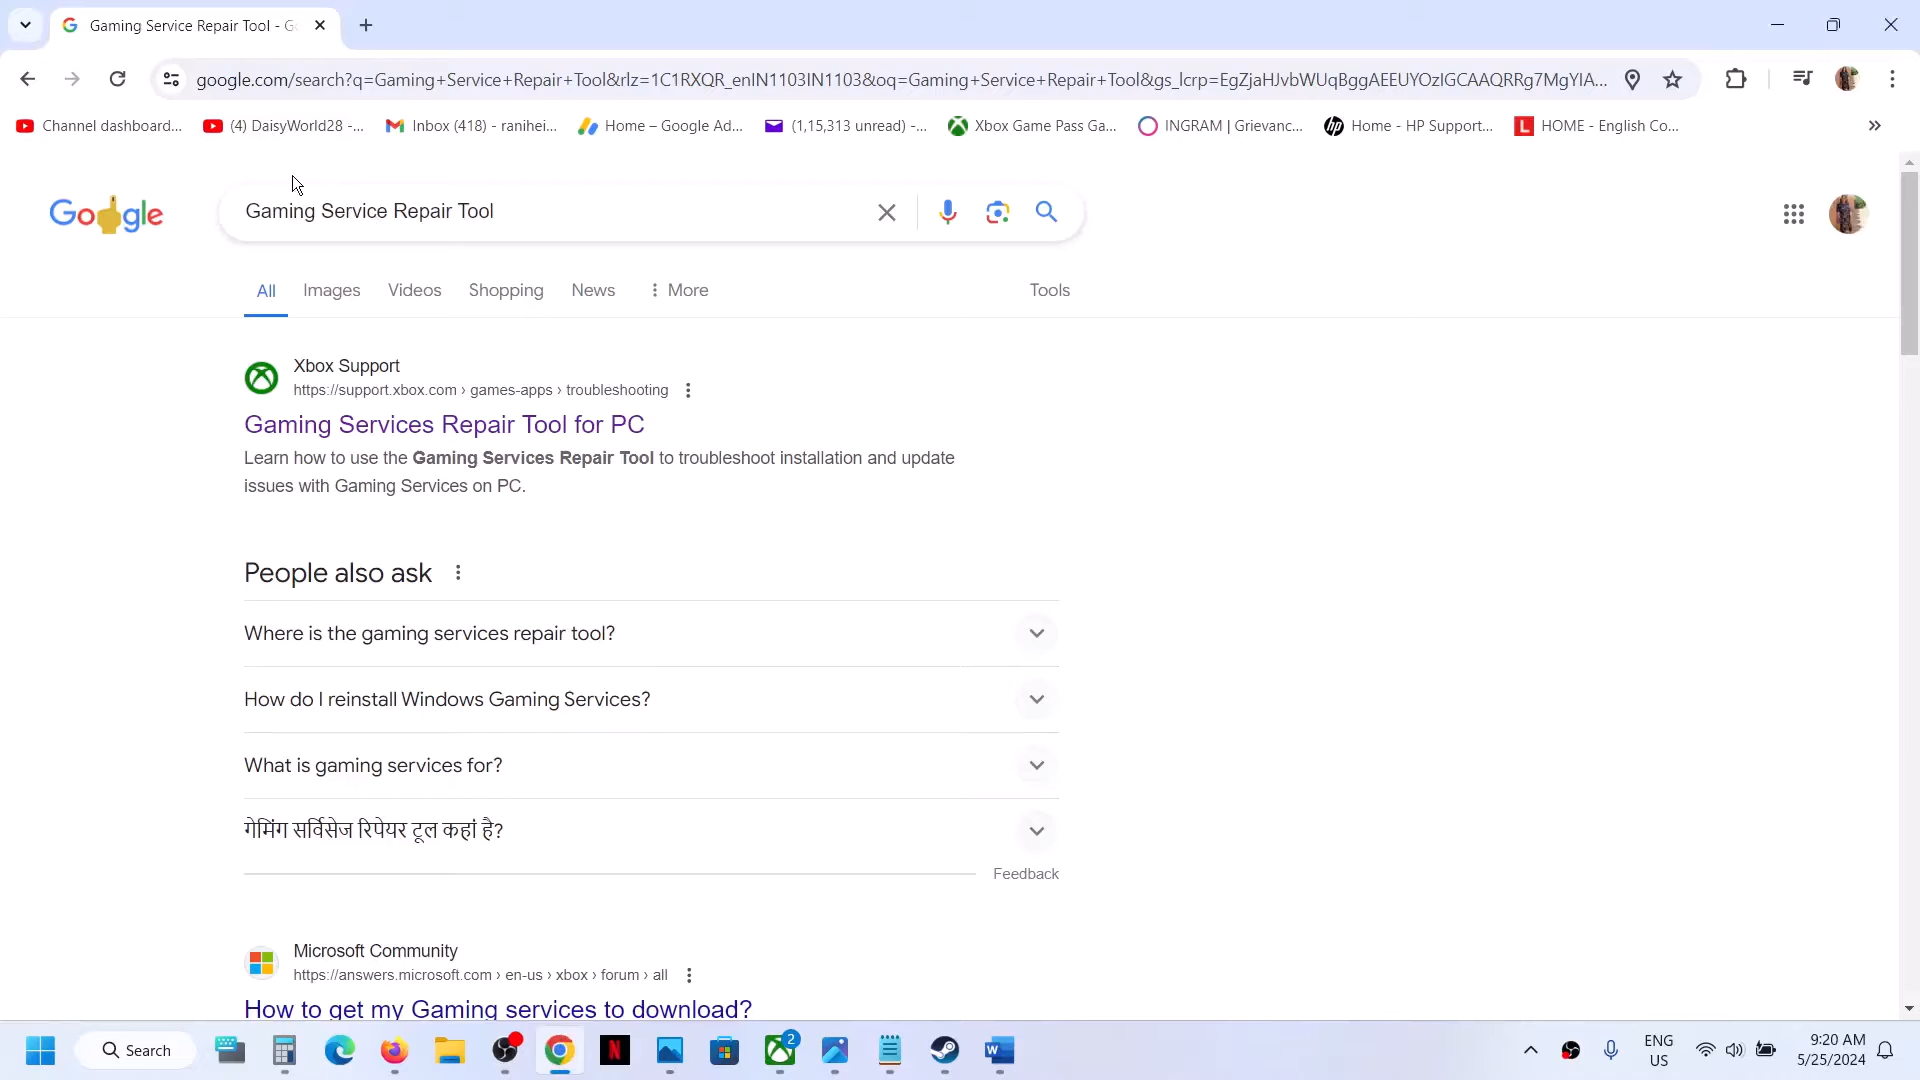 Gaming Service Repair Tool - G
google.com/search?q=Gaming+Service+Repair+Tool&rlz=1C1RXQR_enIN1103IN1103&oq=Gaming+Service+Repair+Tool&gs_lcrp=EgZjaHJvbWUqBggAEEUYOzIGCAAQRRg7MgYIA...
Channel dashboard...
(4) DaisyWorld28 -...
Inbox (418) - ranihei...
Home – Google Ad...
(1,15,313 unread) -...
Xbox Game Pass Ga...
INGRAM | Grievanc...
Home - HP Support...
HOME - English Co...
Google
Gaming Service Repair Tool
All Images Videos Shopping News More Tools
Xbox Support
https://support.xbox.com › games-apps › troubleshooting
Gaming Services Repair Tool for PC
Learn how to use the Gaming Services Repair Tool to troubleshoot installation and update
issues with Gaming Services on PC.
People also ask
Where is the gaming services repair tool?
How do I reinstall Windows Gaming Services?
What is gaming services for?
गेमिंग सर्विसेज रिपेयर टूल कहां है?
Feedback
Microsoft Community
https://answers.microsoft.com › en-us › xbox › forum › all
How to get my Gaming services to download?
Search
2
ENG
US
9:20 AM
5/25/2024